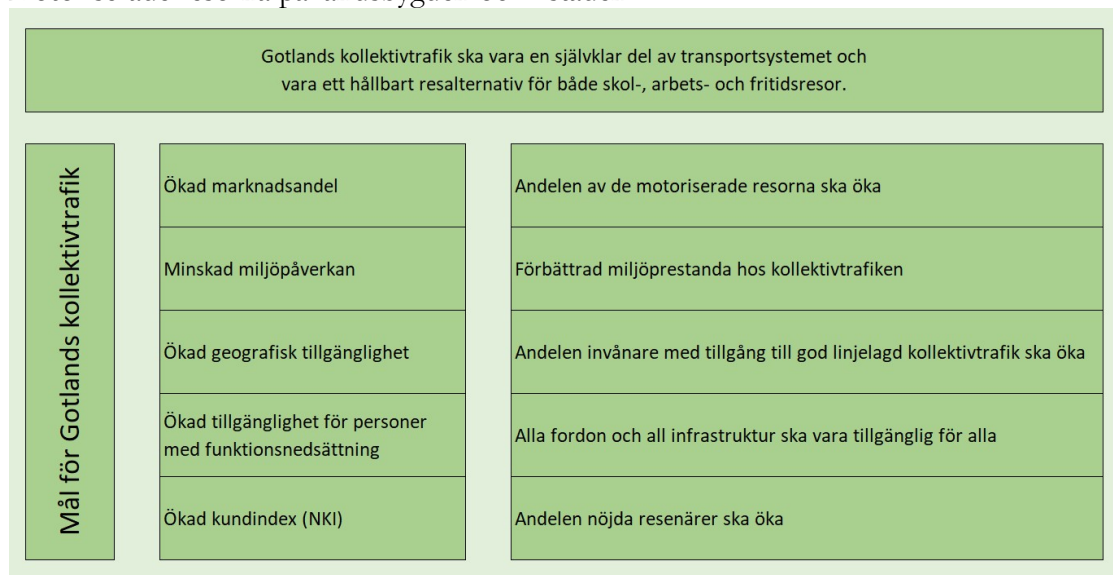 Gotlands kollektivtrafik ska vara en självklar del av transportsystemet och
vara ett hållbart resalternativ för både skol-, arbets- och fritidsresor.
Mål för Gotlands kollektivtrafik
Ökad marknadsandel
Andelen av de motoriserade resorna ska öka
Minskad miljöpåverkan
Förbättrad miljöprestanda hos kollektivtrafiken
Ökad geografisk tillgänglighet
Andelen invånare med tillgång till god linjelagd kollektivtrafik ska öka
Ökad tillgänglighet för personer
med funktionsnedsättning
Alla fordon och all infrastruktur ska vara tillgänglig för alla
Ökad kundindex (NKI)
Andelen nöjda resenärer ska öka